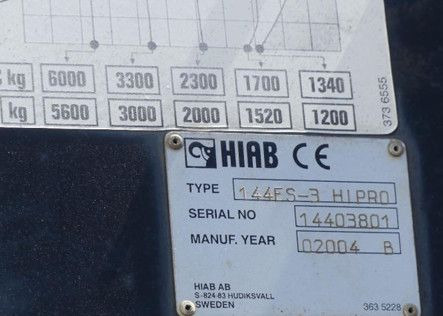 kg 6000 3300 2300 1700 1340
kg 5600 3000 2000 1520 1200
373 6555
HIAB CE
TYPE 144ES-3 HIPRO
SERIAL NO 14403801
MANUF. YEAR 02004 B
HIAB AB
S-824 83 HUDIKSVALL
SWEDEN 363 5228